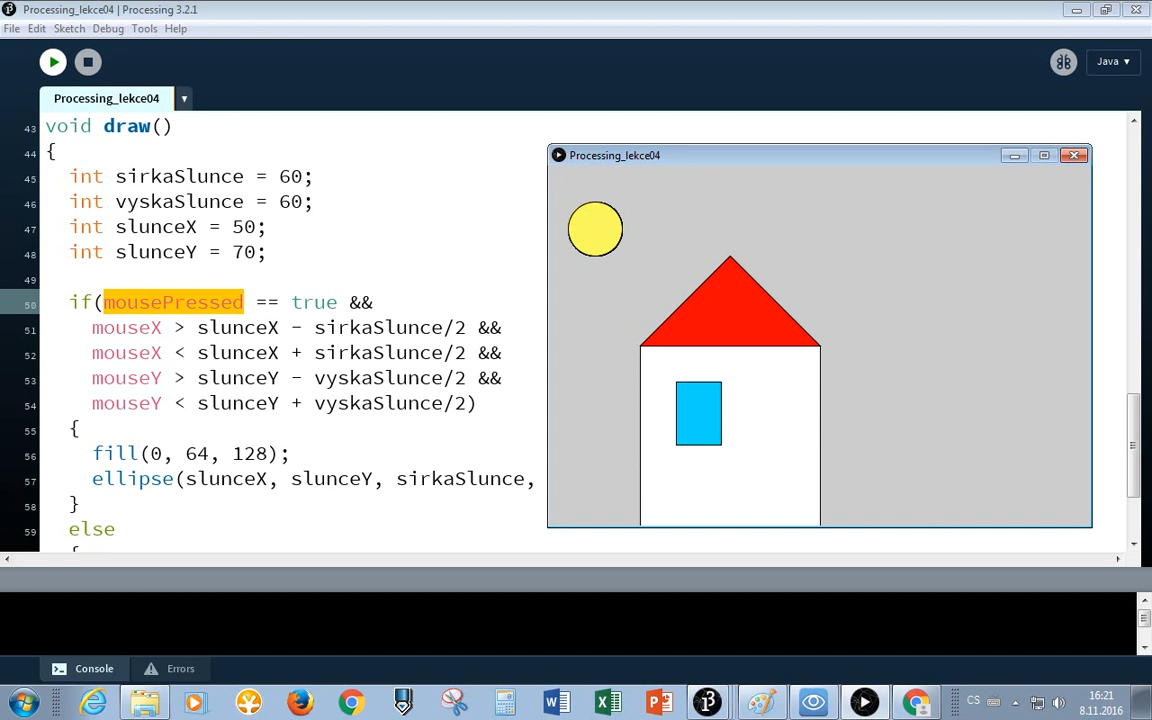 Processing_lekce04 | Processing 3.2.1
File Edit Sketch Debug Tools Help
Java ▾
Processing_lekce04 ▾
43 void draw()
44 {
45 int sirkaSlunce = 60;
46 int vyskaSlunce = 60;
47 int slunceX = 50;
48 int slunceY = 70;
49
50 if(mousePressed == true &&
51 mouseX > slunceX - sirkaSlunce/2 &&
52 mouseX < slunceX + sirkaSlunce/2 &&
53 mouseY > slunceY - vyskaSlunce/2 &&
54 mouseY < slunceY + vyskaSlunce/2)
55 {
56 fill(0, 64, 128);
57 ellipse(slunceX, slunceY, sirkaSlunce,
58 }
59 else
{
Processing_lekce04
Console Errors
CS 16:21
8.11.2016